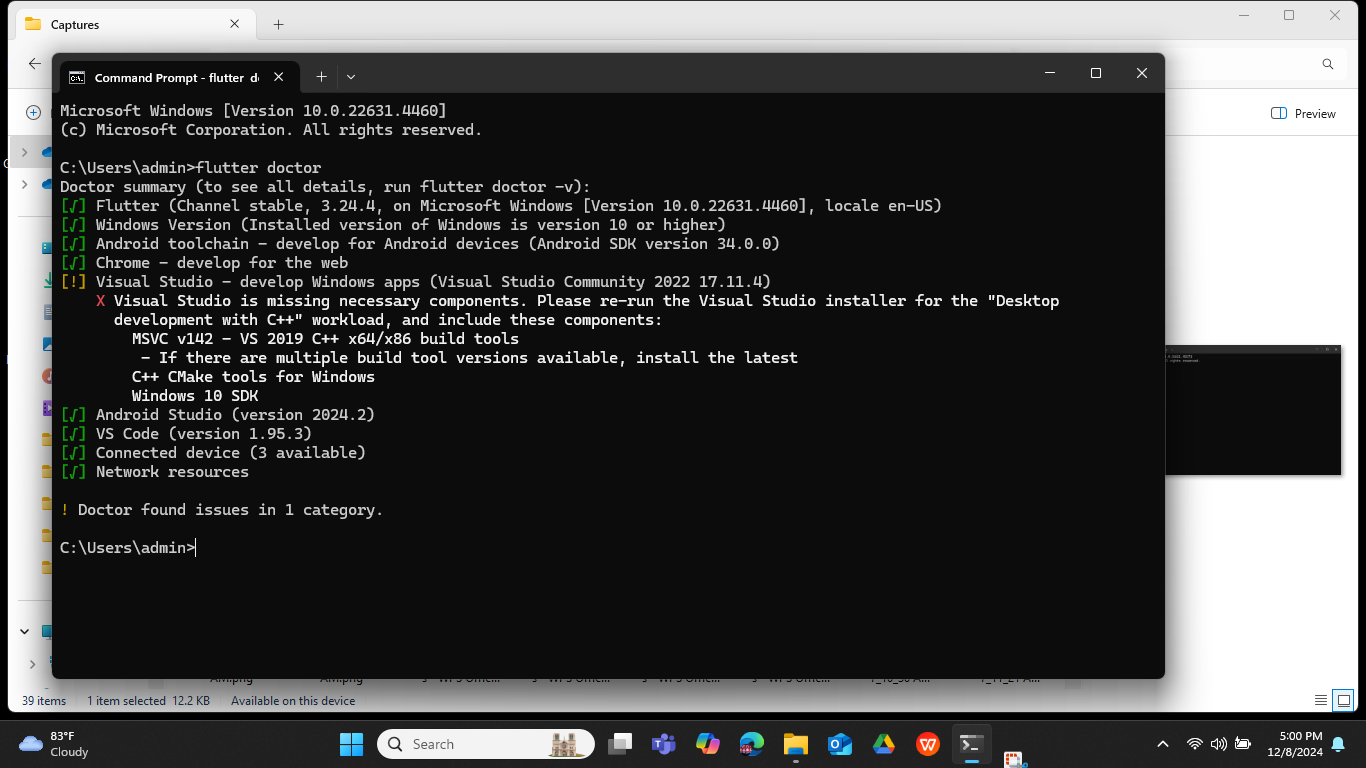 Captures
Command Prompt - flutter d
Preview
Microsoft Windows [Version 10.0.22631.4460]
(c) Microsoft Corporation. All rights reserved.
C:\Users\admin>flutter doctor
Doctor summary (to see all details, run flutter doctor -v):
[√] Flutter (Channel stable, 3.24.4, on Microsoft Windows [Version 10.0.22631.4460], locale en-US)
[√] Windows Version (Installed version of Windows is version 10 or higher)
[√] Android toolchain - develop for Android devices (Android SDK version 34.0.0)
[√] Chrome - develop for the web
[!] Visual Studio - develop Windows apps (Visual Studio Community 2022 17.11.4)
X Visual Studio is missing necessary components. Please re-run the Visual Studio installer for the "Desktop
development with C++" workload, and include these components:
MSVC v142 - VS 2019 C++ x64/x86 build tools
- If there are multiple build tool versions available, install the latest
C++ CMake tools for Windows
Windows 10 SDK
[√] Android Studio (version 2024.2)
[√] VS Code (version 1.95.3)
[√] Connected device (3 available)
[√] Network resources
! Doctor found issues in 1 category.
C:\Users\admin>
39 items 1 item selected 12.2 KB Available on this device
83°F
Cloudy
Search
5:00 PM
12/8/2024